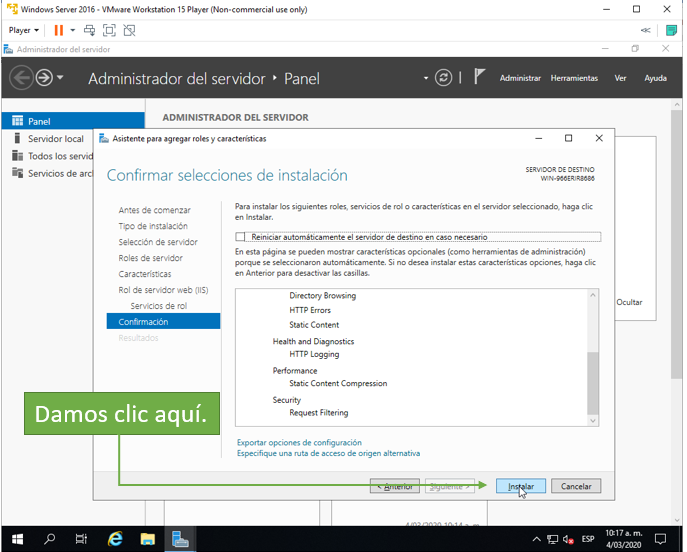 Windows Server 2016 - VMware Workstation 15 Player (Non-commercial use only)
Player
Administrador del servidor
Administrador del servidor • Panel
Administrar Herramientas Ver Ayuda
Panel
Servidor local
Todos los servid
Servicios de arc
ADMINISTRADOR DEL SERVIDOR
Asistente para agregar roles y características
Confirmar selecciones de instalación
SERVIDOR DE DESTINO
WIN-966ERIR8686
Antes de comenzar
Tipo de instalación
Selección de servidor
Roles de servidor
Características
Rol de servidor web (IIS)
Servicios de rol
Confirmación
Resultados
Para instalar los siguientes roles, servicios de rol o características en el servidor seleccionado, haga clic
en Instalar.
Reiniciar automáticamente el servidor de destino en caso necesario
En esta página se pueden mostrar características opcionales (como herramientas de administración)
porque se seleccionaron automáticamente. Si no desea instalar estas características opciones, haga clic
en Anterior para desactivar las casillas.
Directory Browsing
HTTP Errors
Static Content
Health and Diagnostics
HTTP Logging
Performance
Static Content Compression
Security
Request Filtering
Ocultar
Damos clic aquí.
Exportar opciones de configuración
Especifique una ruta de acceso de origen alternativa
< Anterior Siguiente > Instalar Cancelar
4/03/2020 10:14 a. m.
ESP
10:17 a. m.
4/03/2020